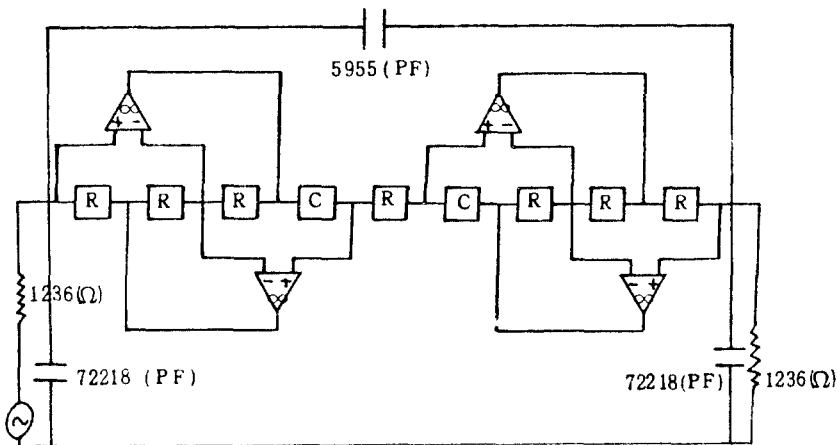 5955 (PF)
∞
+ -
∞
+ -
R R R C R C R R R
- +
∞
- +
∞
1236(Ω)
72218 (PF)
72218(PF)
1236(Ω)
~